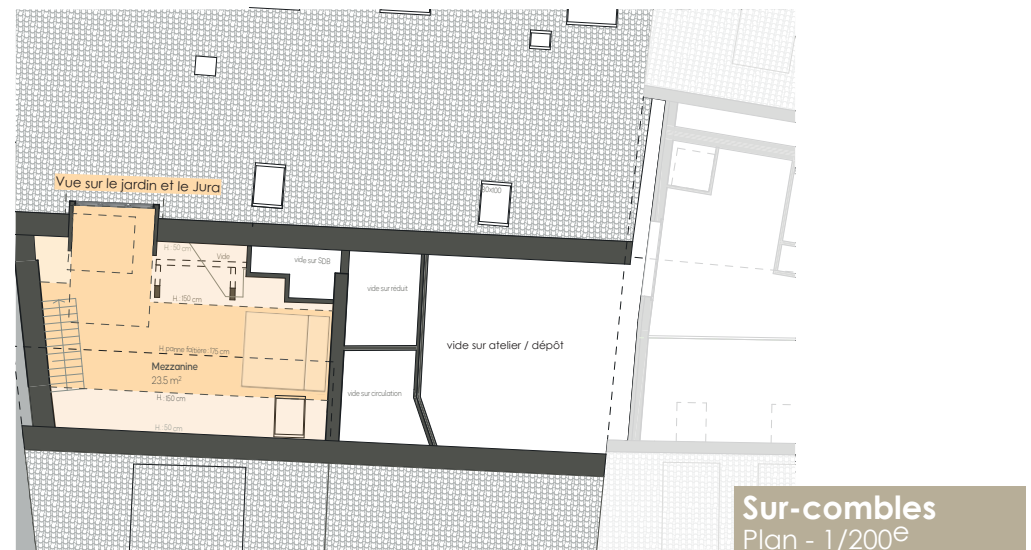 Vue sur le jardin et le Jura
H: 50 cm
Vide
vide sur SDB
H.:150 cm
vide sur réduit
H.panne faîtière: 175 cm
vide sur atelier / dépôt
Mezzanine
23.5 m²
H.:150 cm
vide sur circulation
H: 50 cm
Sur-combles
Plan - 1/200e